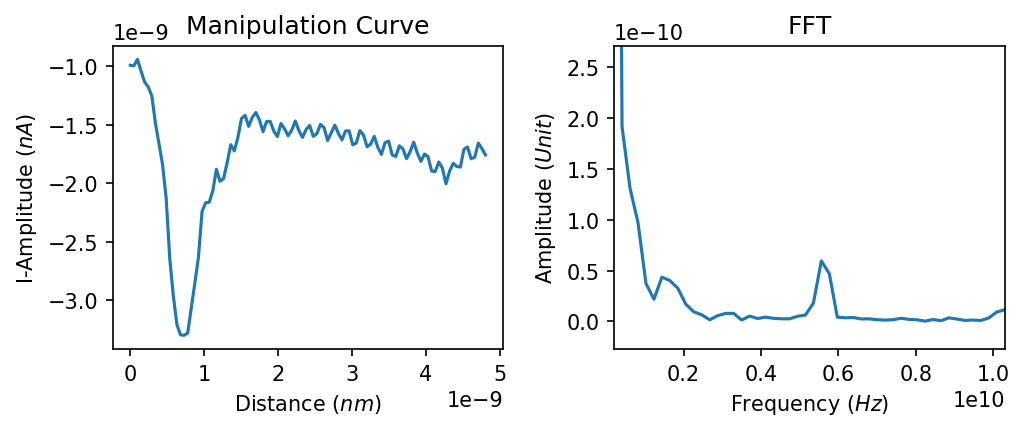 Manipulation Curve
1e−9
−1.0
−1.5
−2.0
−2.5
−3.0
I-Amplitude (nA)
0 1 2 3 4 5
1e−9
Distance (nm)
FFT
1e−10
2.5
2.0
1.5
1.0
0.5
0.0
Amplitude (Unit)
0.2 0.4 0.6 0.8 1.0
1e10
Frequency (Hz)